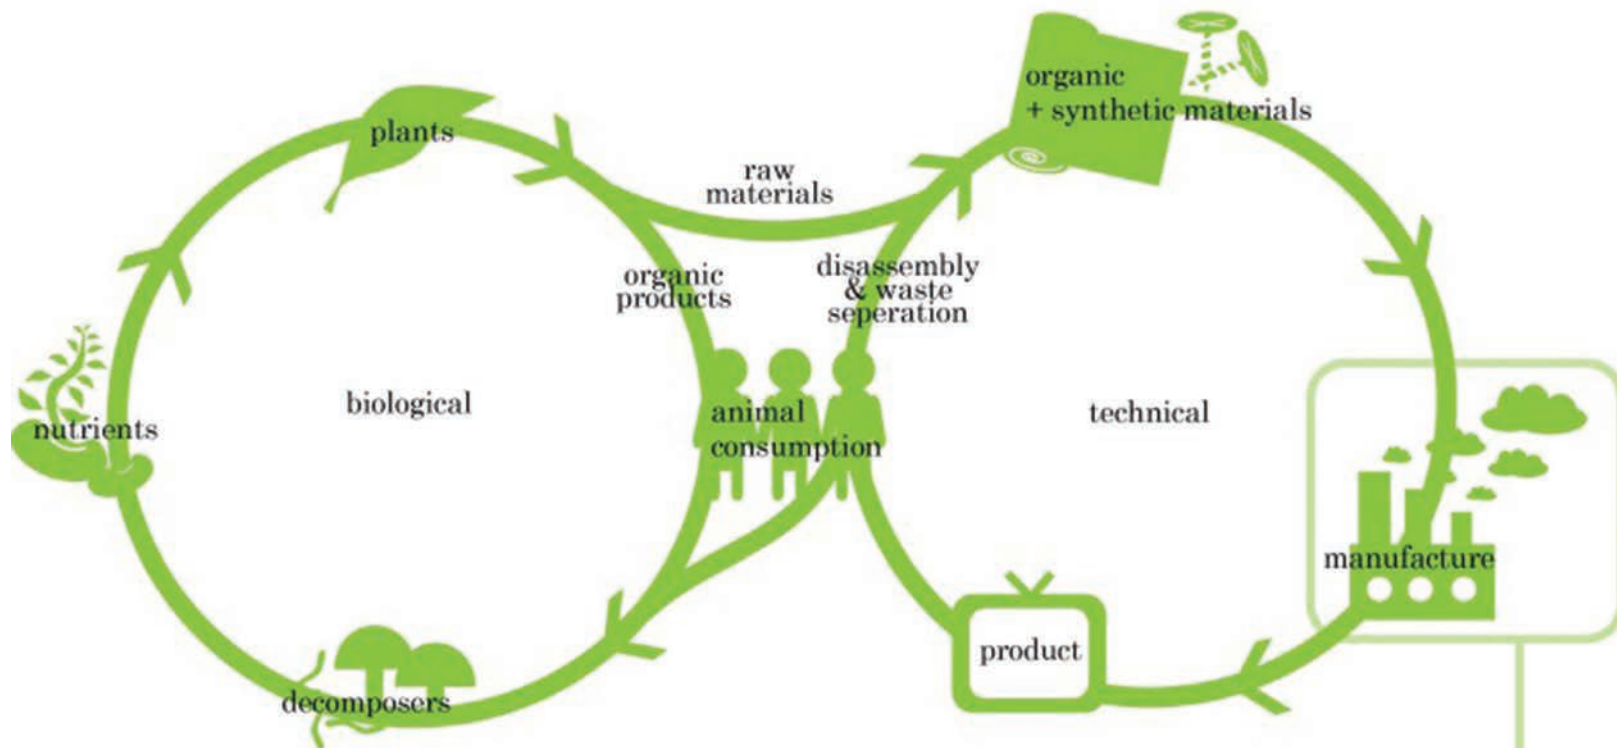 organic
+ synthetic materials
plants
raw
materials
organic
products
disassembly
& waste
seperation
biological
animal
consumption
technical
nutrients
manufacture
product
decomposers